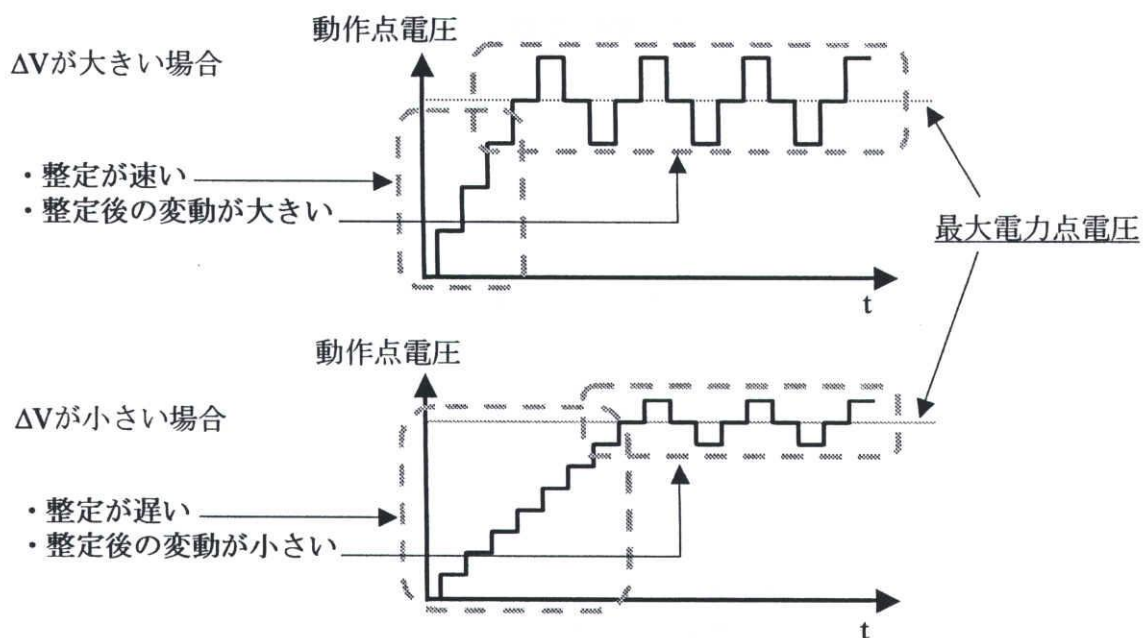 動作点電圧
ΔVが大きい場合
・整定が速い
・整定後の変動が大きい
最大電力点電圧
t
動作点電圧
ΔVが小さい場合
・整定が遅い
・整定後の変動が小さい
t